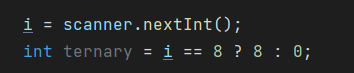 i = scanner.nextInt();
int ternary = i == 8 ? 8 : 0;